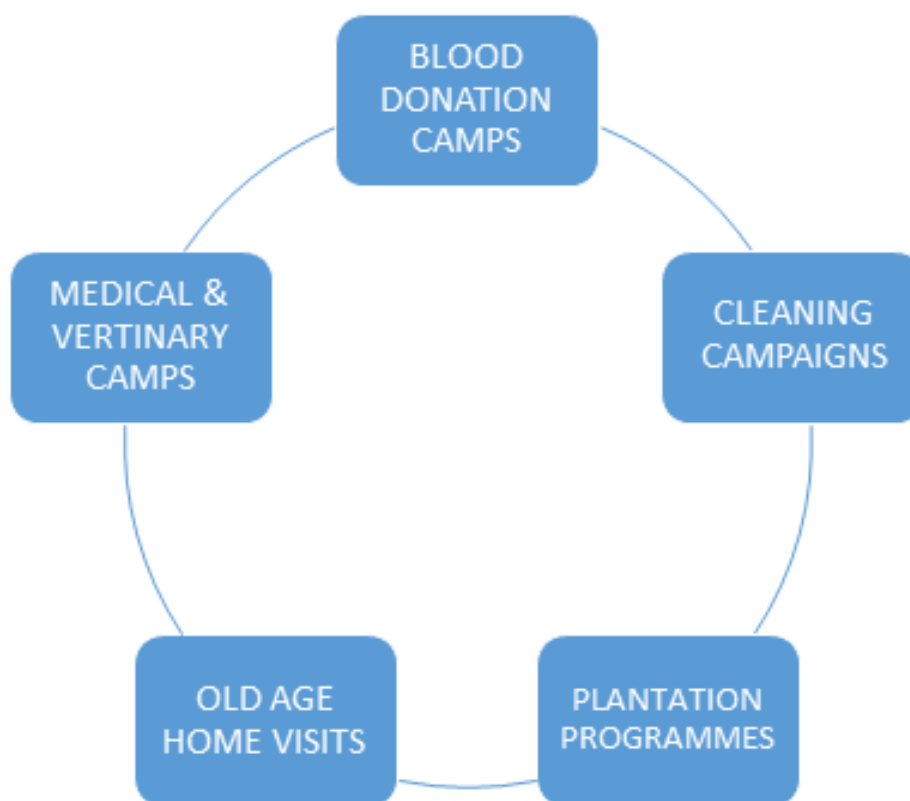 BLOOD
DONATION
CAMPS
CLEANING
CAMPAIGNS
PLANTATION
PROGRAMMES
OLD AGE
HOME VISITS
MEDICAL &
VERTINARY
CAMPS